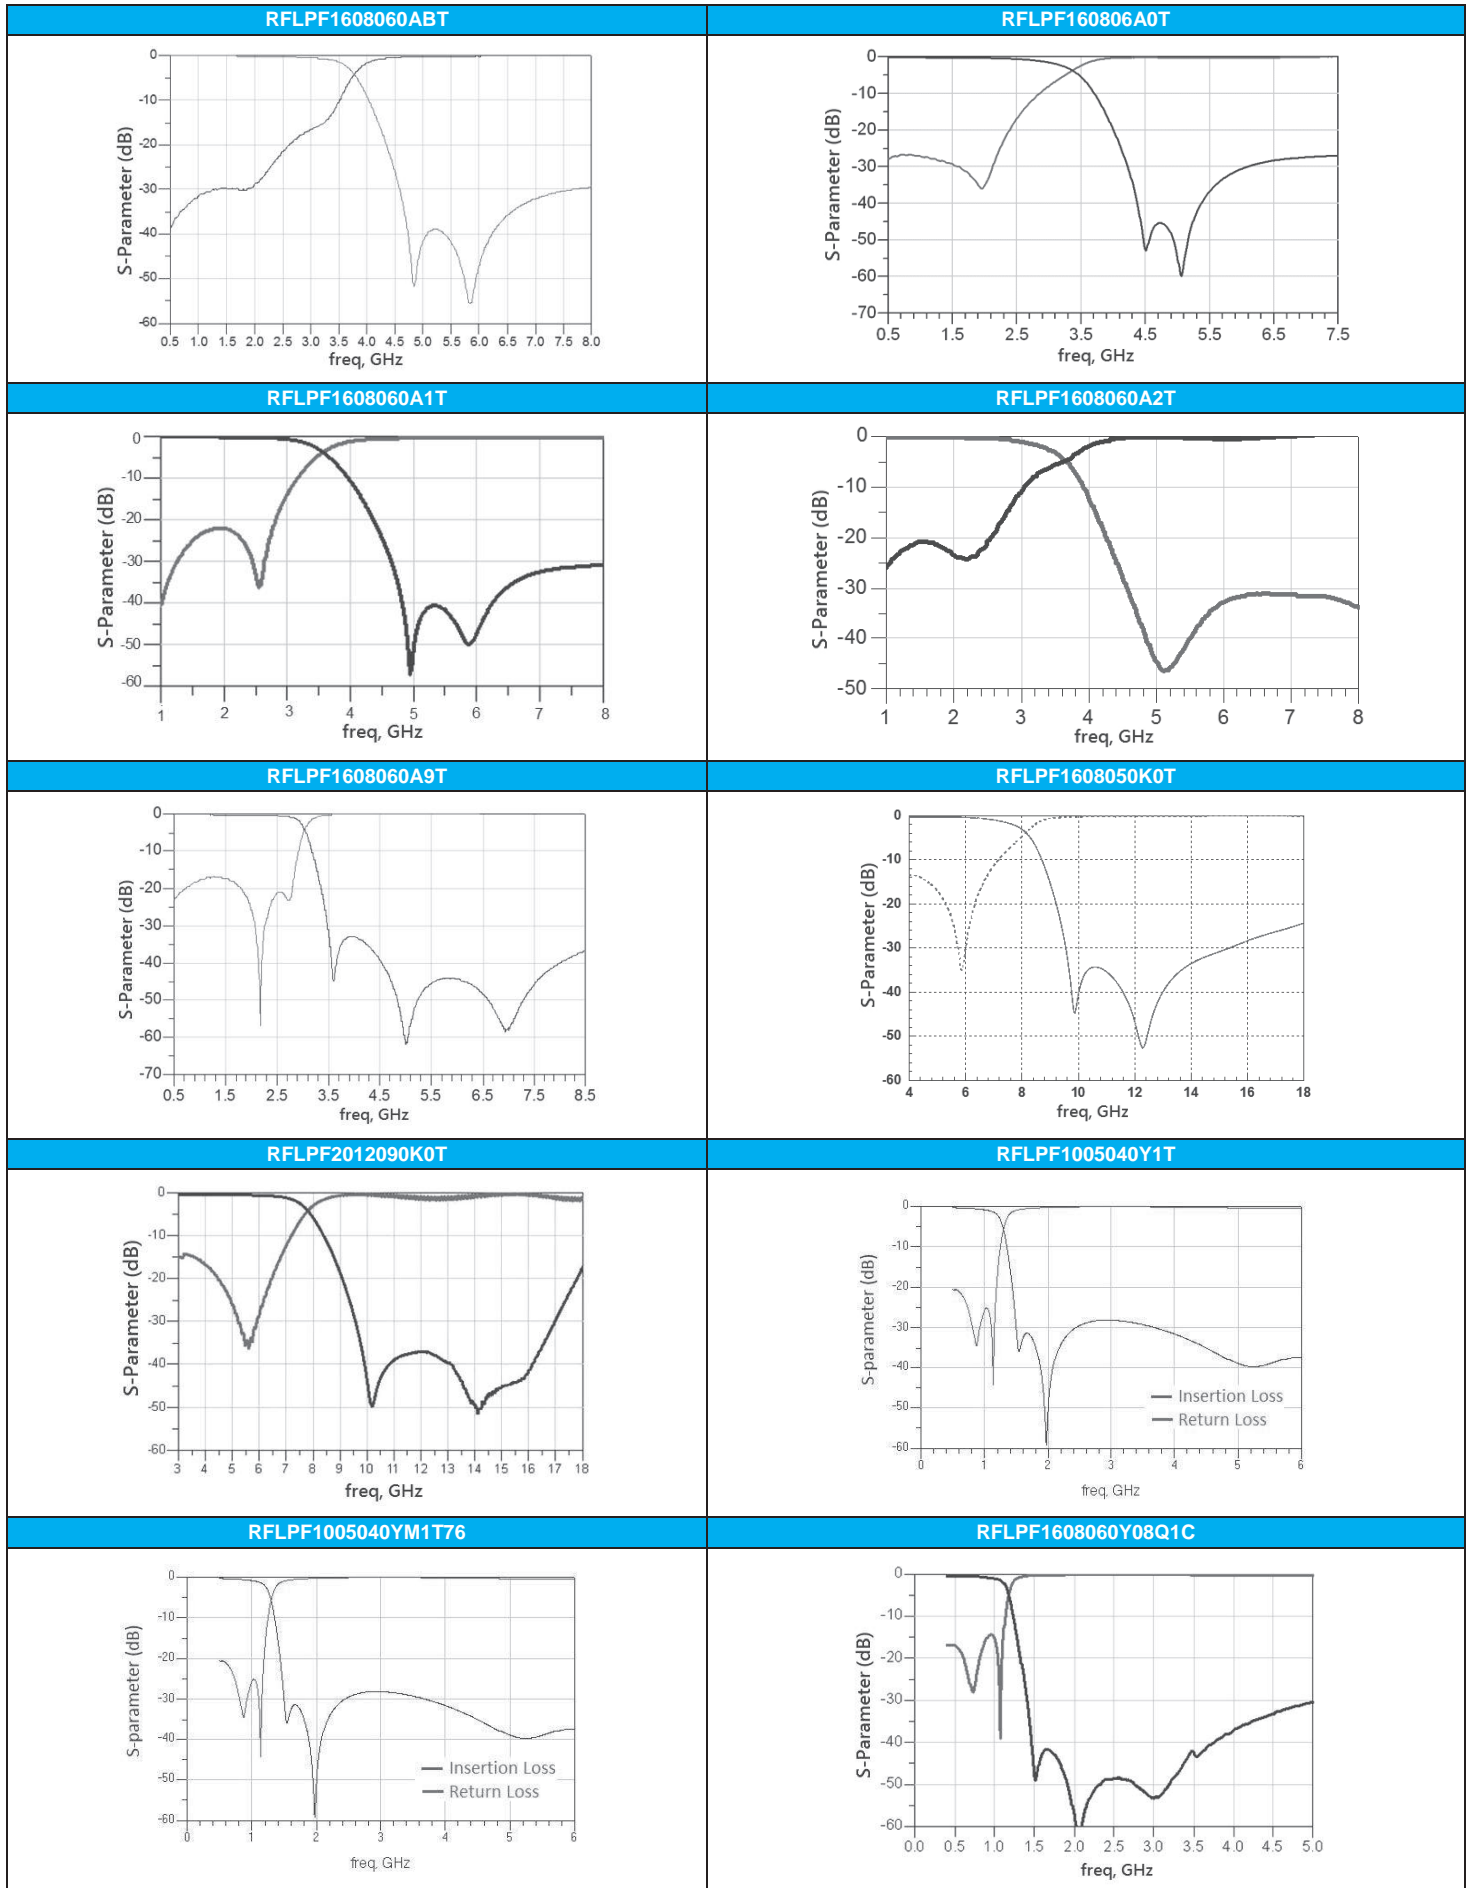 RFLPF1608060ABT
0
-10
-20
-30
-40
-50
-60
S-Parameter (dB)
0.5 1.0 1.5 2.0 2.5 3.0 3.5 4.0 4.5 5.0 5.5 6.0 6.5 7.0 7.5 8.0
freq, GHz
RFLPF160806A0T
0
-10
-20
-30
-40
-50
-60
-70
S-Parameter (dB)
0.5 1.5 2.5 3.5 4.5 5.5 6.5 7.5
freq, GHz
RFLPF1608060A1T
0
-10
-20
-30
-40
-50
-60
S-Parameter (dB)
1 2 3 4 5 6 7 8
freq, GHz
RFLPF1608060A2T
0
-10
-20
-30
-40
-50
S-Parameter (dB)
1 2 3 4 5 6 7 8
freq, GHz
RFLPF1608060A9T
0
-10
-20
-30
-40
-50
-60
-70
S-Parameter (dB)
0.5 1.5 2.5 3.5 4.5 5.5 6.5 7.5 8.5
freq, GHz
RFLPF1608050K0T
0
-10
-20
-30
-40
-50
-60
S-Parameter (dB)
4 6 8 10 12 14 16 18
freq, GHz
RFLPF2012090K0T
0
-10
-20
-30
-40
-50
-60
S-Parameter (dB)
3 4 5 6 7 8 9 10 11 12 13 14 15 16 17 18
freq, GHz
RFLPF1005040Y1T
0
-10
-20
-30
-40
-50
-60
S-parameter (dB)
Insertion Loss
Return Loss
0 1 2 3 4 5 6
freq, GHz
RFLPF1005040YM1T76
0
-10
-20
-30
-40
-50
-60
S-parameter (dB)
Insertion Loss
Return Loss
0 1 2 3 4 5 6
freq, GHz
RFLPF1608060Y08Q1C
0
-10
-20
-30
-40
-50
-60
S-Parameter (dB)
0.0 0.5 1.0 1.5 2.0 2.5 3.0 3.5 4.0 4.5 5.0
freq, GHz